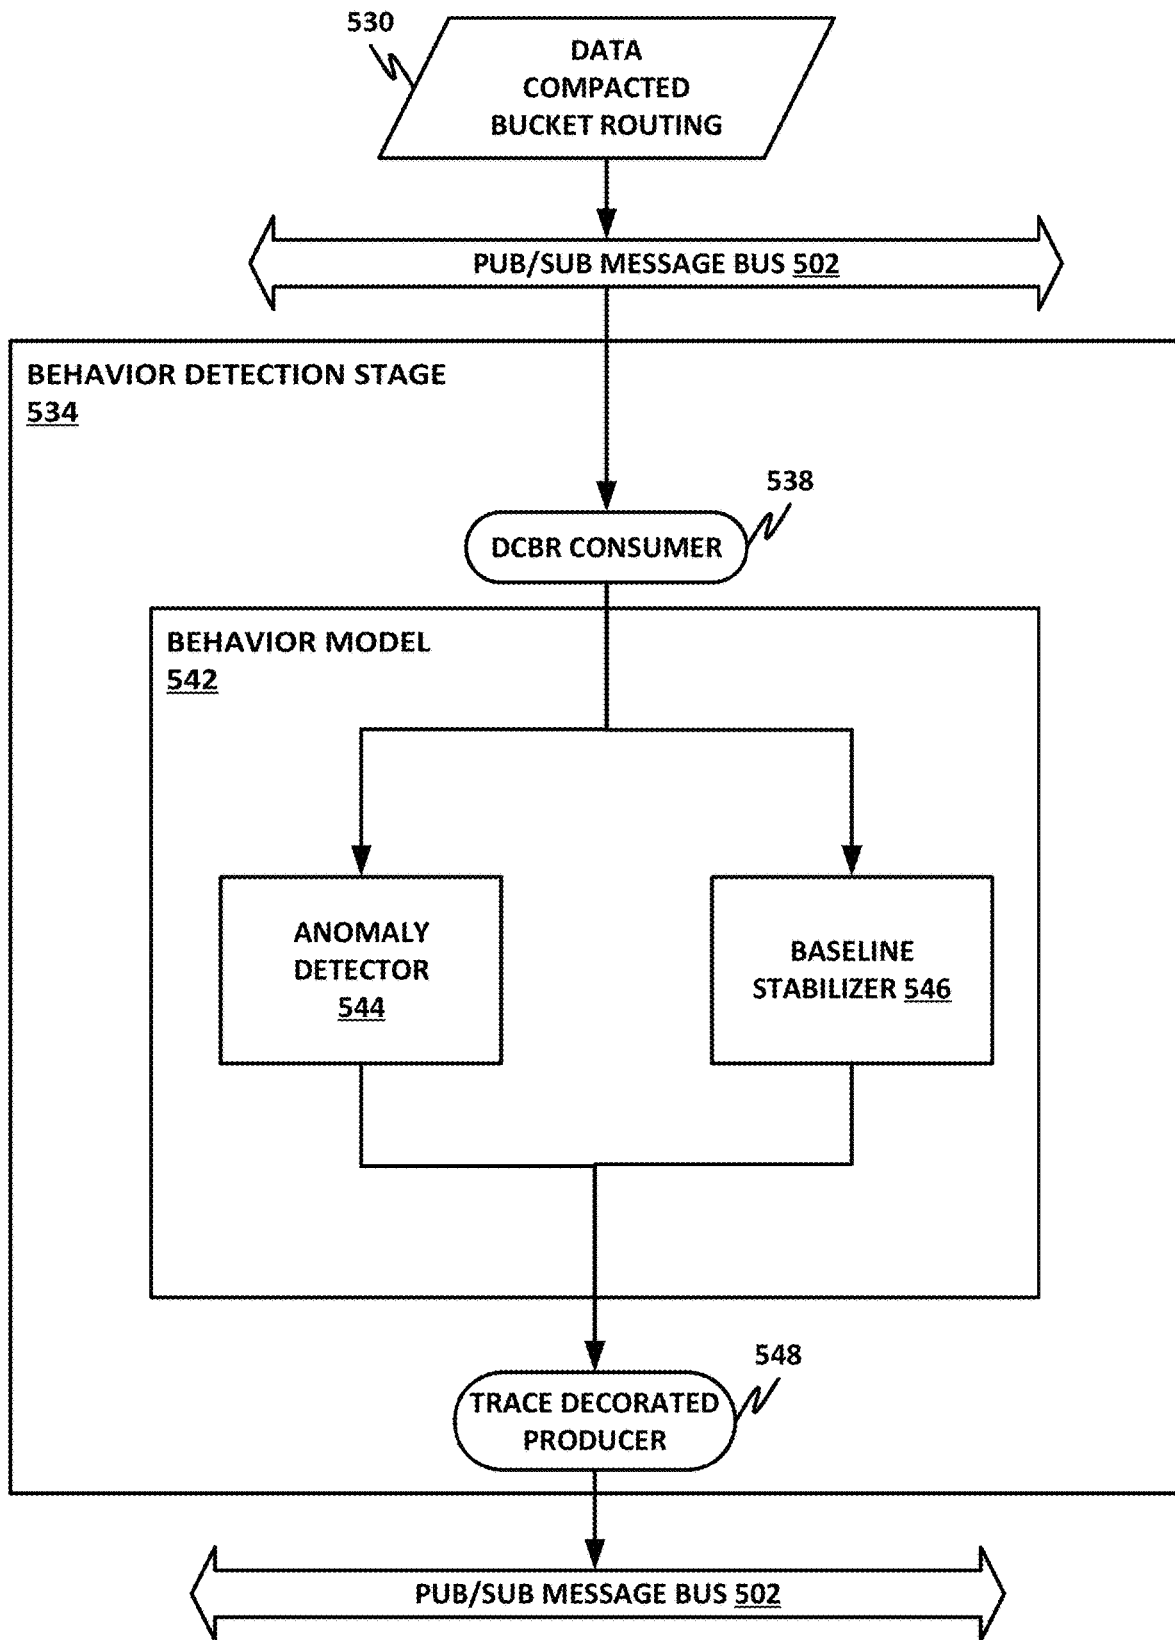 530
DATA
COMPACTED
BUCKET ROUTING
PUB/SUB MESSAGE BUS 502
BEHAVIOR DETECTION STAGE
534
538
DCBR CONSUMER
BEHAVIOR MODEL
542
ANOMALY
DETECTOR
544
BASELINE
STABILIZER 546
548
TRACE DECORATED
PRODUCER
PUB/SUB MESSAGE BUS 502